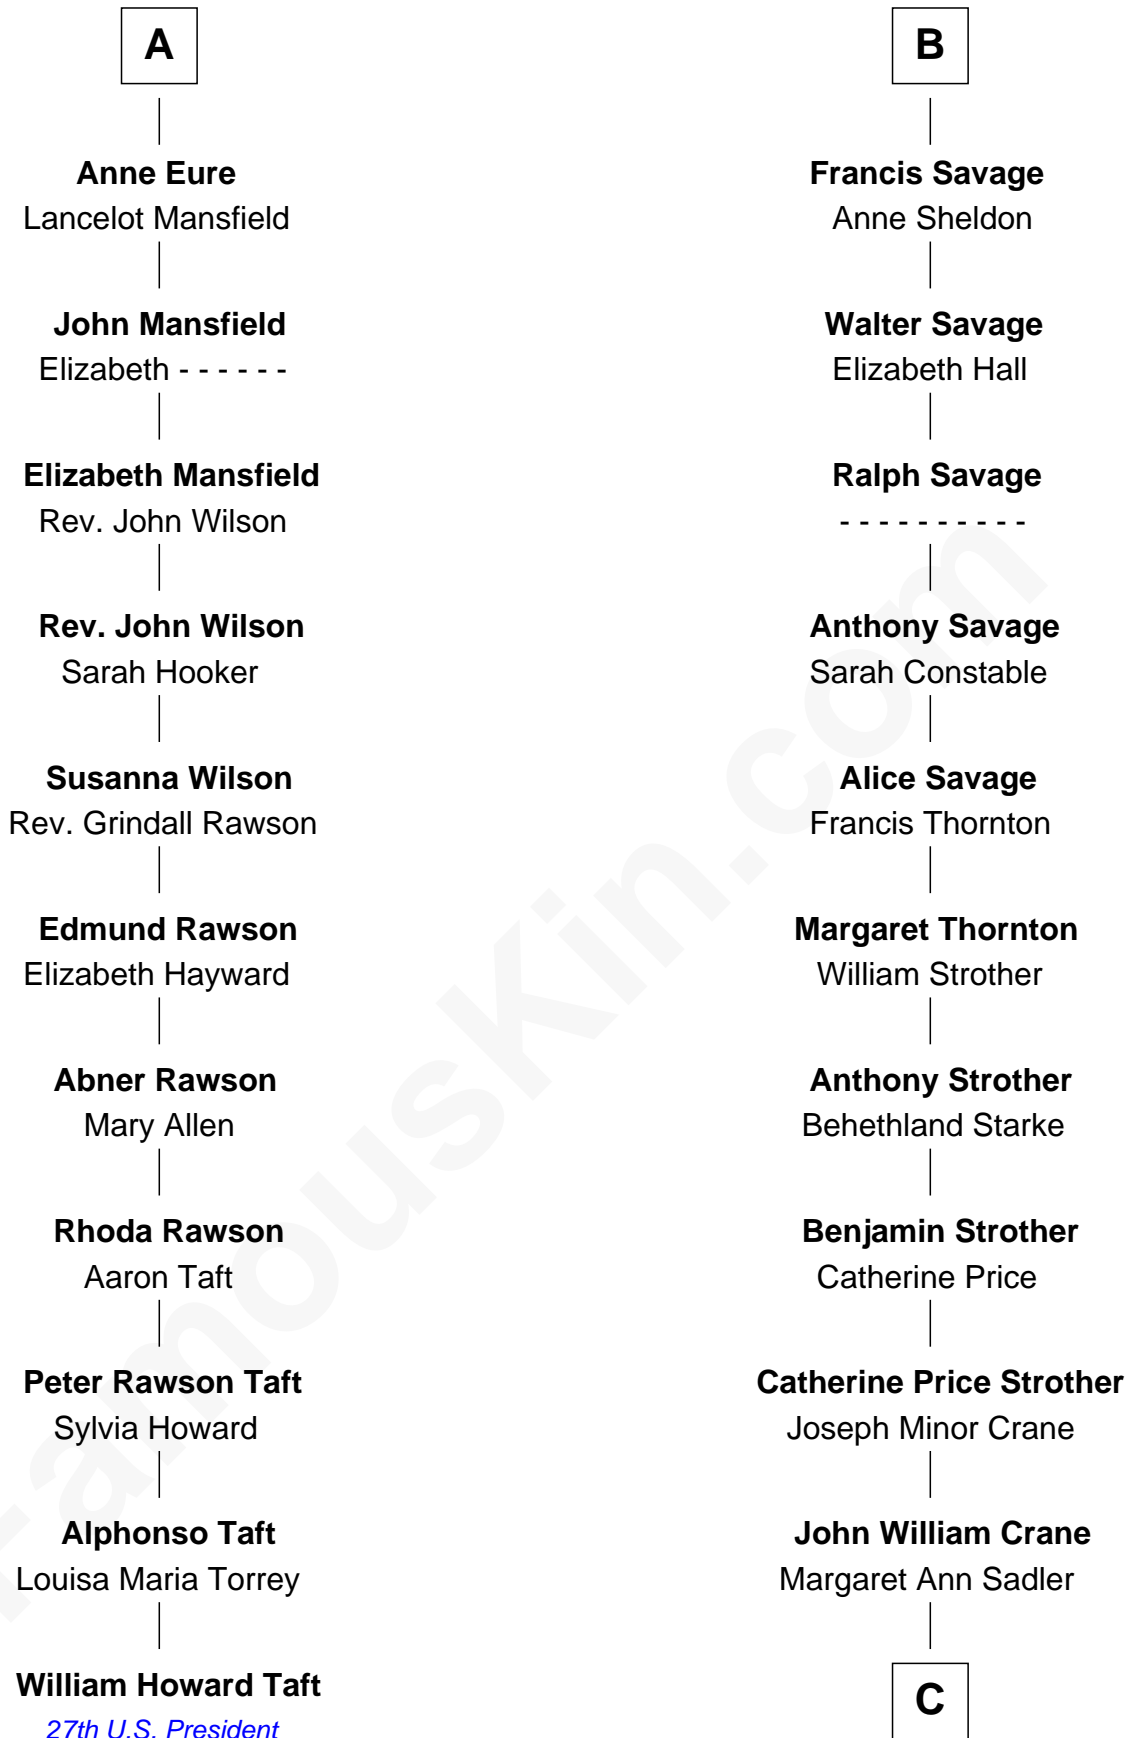 A
Anne Eure
Lancelot Mansfield
John Mansfield
Elizabeth - - - - - -
Elizabeth Mansfield
Rev. John Wilson
Rev. John Wilson
Sarah Hooker
Susanna Wilson
Rev. Grindall Rawson
Edmund Rawson
Elizabeth Hayward
Abner Rawson
Mary Allen
Rhoda Rawson
Aaron Taft
Peter Rawson Taft
Sylvia Howard
Alphonso Taft
Louisa Maria Torrey
William Howard Taft
27th U.S. President
B
Francis Savage
Anne Sheldon
Walter Savage
Elizabeth Hall
Ralph Savage
- - - - - - - - - -
Anthony Savage
Sarah Constable
Alice Savage
Francis Thornton
Margaret Thornton
William Strother
Anthony Strother
Behethland Starke
Benjamin Strother
Catherine Price
Catherine Price Strother
Joseph Minor Crane
John William Crane
Margaret Ann Sadler
C
FamousKin.com